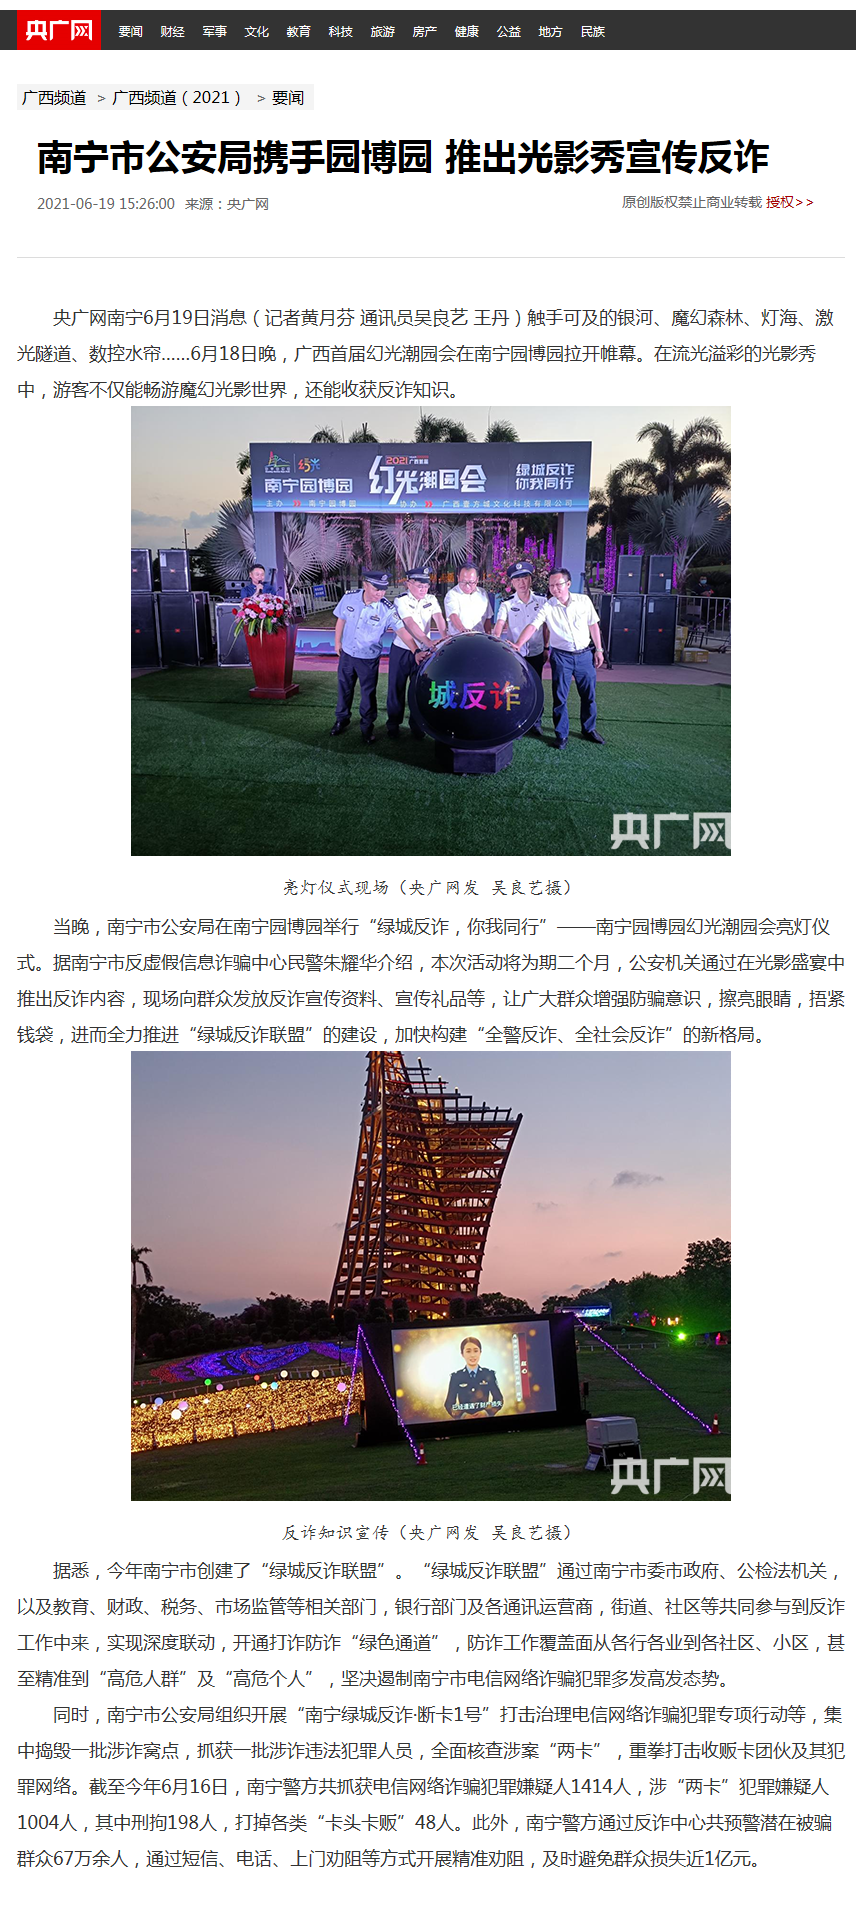 央广网
要闻 财经 军事 文化 教育 科技 旅游 房产 健康 公益 地方 民族
广西频道 > 广西频道（2021） > 要闻
南宁市公安局携手园博园 推出光影秀宣传反诈
2021-06-19 15:26:00 来源：央广网
原创版权禁止商业转载 授权>>
央广网南宁6月19日消息（记者黄月芬 通讯员吴良艺 王丹）触手可及的银河、魔幻森林、灯海、激
光隧道、数控水帘……6月18日晚，广西首届幻光潮园会在南宁园博园拉开帷幕。在流光溢彩的光影秀
中，游客不仅能畅游魔幻光影世界，还能收获反诈知识。
2021
南宁园博园
幻光潮园会
绿城反诈
你我同行
主办 南宁园博园 协办 广西壹方城文化科技有限公司
城反诈
央广网
亮灯仪式现场（央广网发 吴良艺摄）
当晚，南宁市公安局在南宁园博园举行“绿城反诈，你我同行”——南宁园博园幻光潮园会亮灯仪
式。据南宁市反虚假信息诈骗中心民警朱耀华介绍，本次活动将为期二个月，公安机关通过在光影盛宴中
推出反诈内容，现场向群众发放反诈宣传资料、宣传礼品等，让广大群众增强防骗意识，擦亮眼睛，捂紧
钱袋，进而全力推进“绿城反诈联盟”的建设，加快构建“全警反诈、全社会反诈”的新格局。
已经遭遇了财产损失
央广网
反诈知识宣传（央广网发 吴良艺摄）
据悉，今年南宁市创建了“绿城反诈联盟”。“绿城反诈联盟”通过南宁市委市政府、公检法机关，
以及教育、财政、税务、市场监管等相关部门，银行部门及各通讯运营商，街道、社区等共同参与到反诈
工作中来，实现深度联动，开通打诈防诈“绿色通道”，防诈工作覆盖面从各行各业到各社区、小区，甚
至精准到“高危人群”及“高危个人”，坚决遏制南宁市电信网络诈骗犯罪多发高发态势。
同时，南宁市公安局组织开展“南宁绿城反诈·断卡1号”打击治理电信网络诈骗犯罪专项行动等，集
中捣毁一批涉诈窝点，抓获一批涉诈违法犯罪人员，全面核查涉案“两卡”，重拳打击收贩卡团伙及其犯
罪网络。截至今年6月16日，南宁警方共抓获电信网络诈骗犯罪嫌疑人1414人，涉“两卡”犯罪嫌疑人
1004人，其中刑拘198人，打掉各类“卡头卡贩”48人。此外，南宁警方通过反诈中心共预警潜在被骗
群众67万余人，通过短信、电话、上门劝阻等方式开展精准劝阻，及时避免群众损失近1亿元。